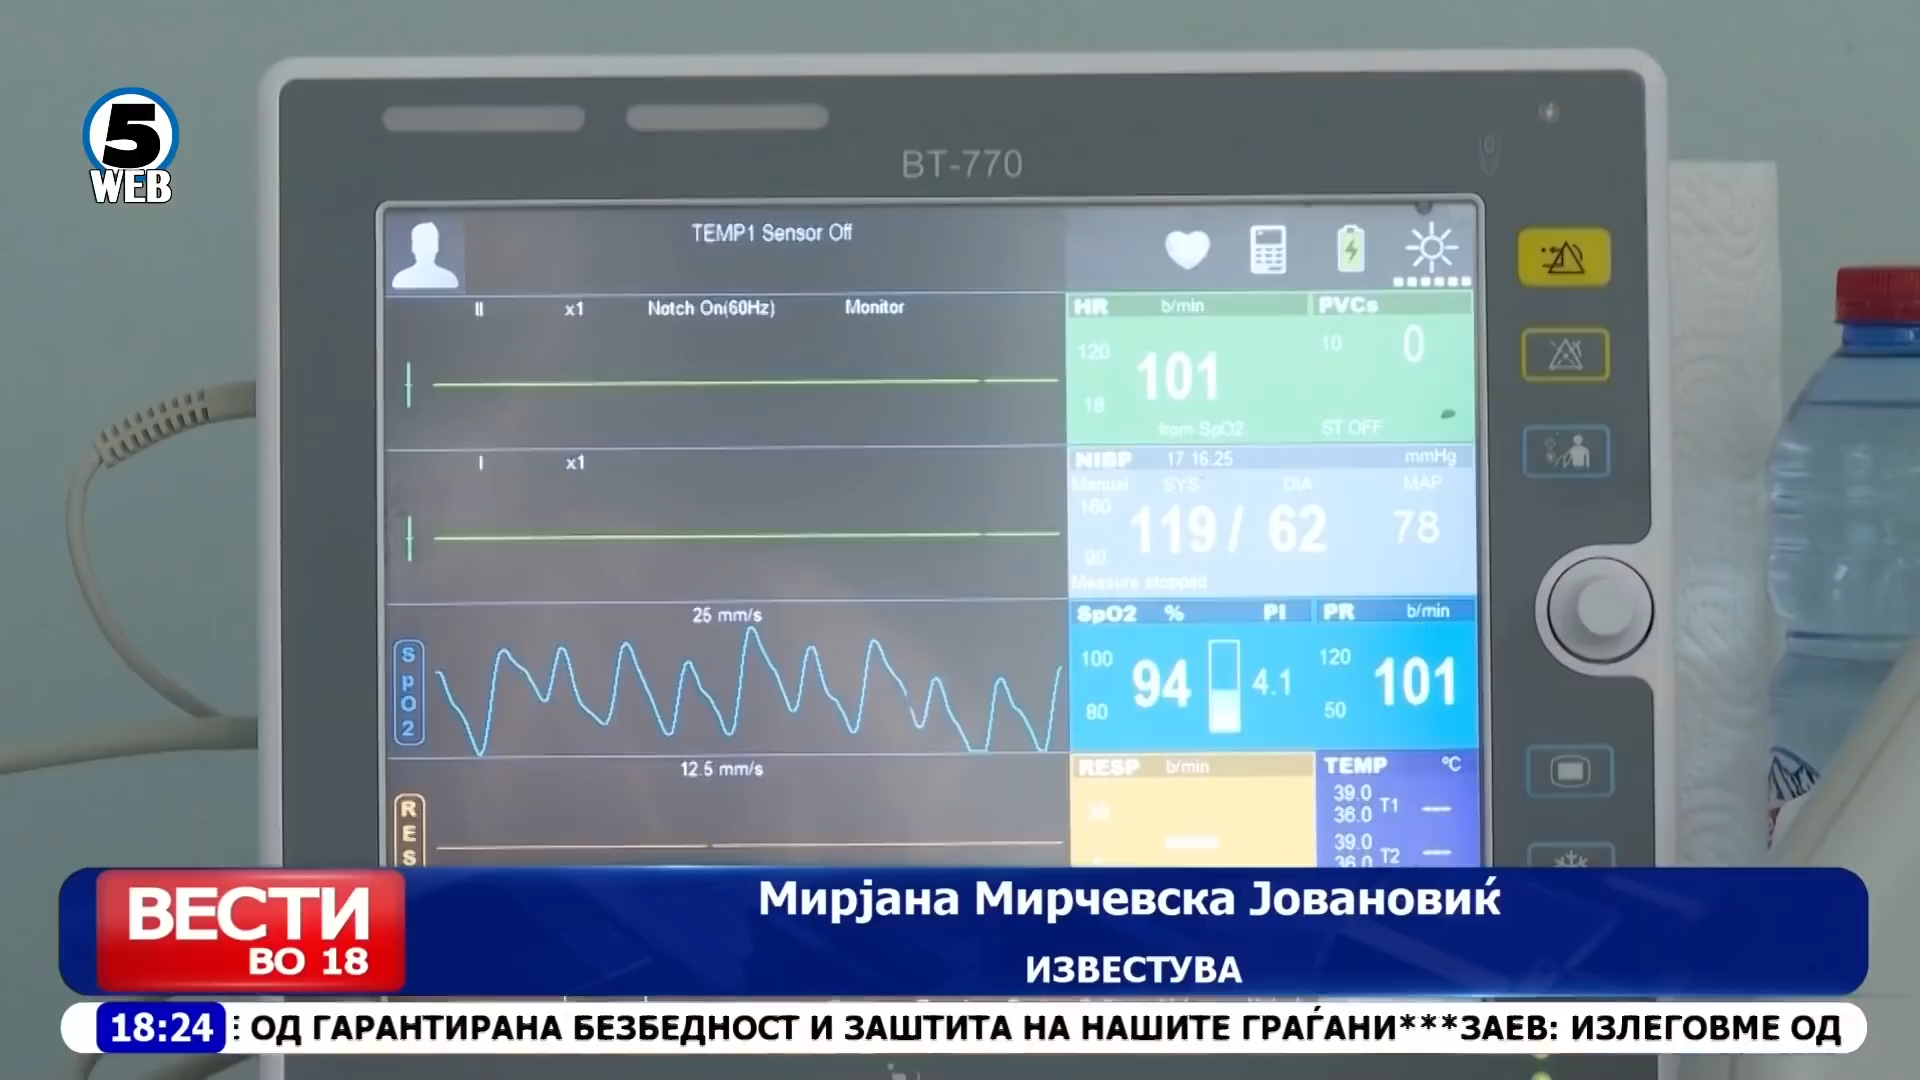 5
WEB
BT-770
TEMP1 Sensor Off
II x1 Notch On(60Hz) Monitor
HR b/min PVCs
120 101 10 0
18
from SpO2 ST OFF
I x1
NIBP 17 16.25 mmHg
Manual SYS DIA MAP
160 119 / 62 78
90
Measure stopped
25 mm/s
SpO2 % PI PR b/min
SpO2
100 94 4.1 120 101
80 50
12.5 mm/s
RESP b/min TEMP °C
RES
30 39.0 T1 ---
36.0
39.0 T2 ---
36.0
ВЕСТИ
ВО 18
Мирјана Мирчевска Јовановиќ
ИЗВЕСТУВА
18:24 Е ОД ГАРАНТИРАНА БЕЗБЕДНОСТ И ЗАШТИТА НА НАШИТЕ ГРАЃАНИ***ЗАЕВ: ИЗЛЕГОВМЕ ОД